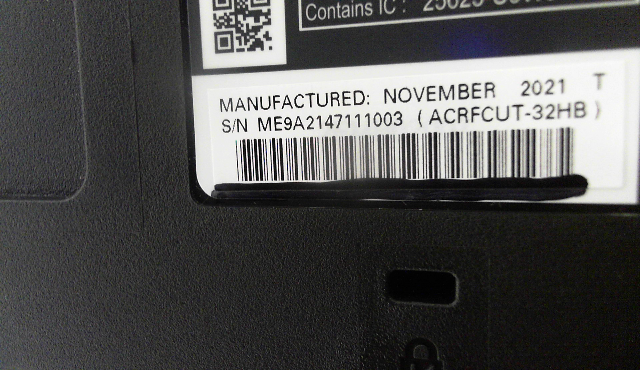 Contains IC :
MANUFACTURED: NOVEMBER 2021 T
S/N ME9A2147111003 ( ACRFCUT-32HB )